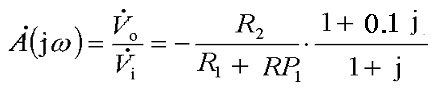 Ȧ(jω) = V̇o / V̇i = − R2 / (R1 + RP1) · (1 + 0.1 j) / (1 + j)